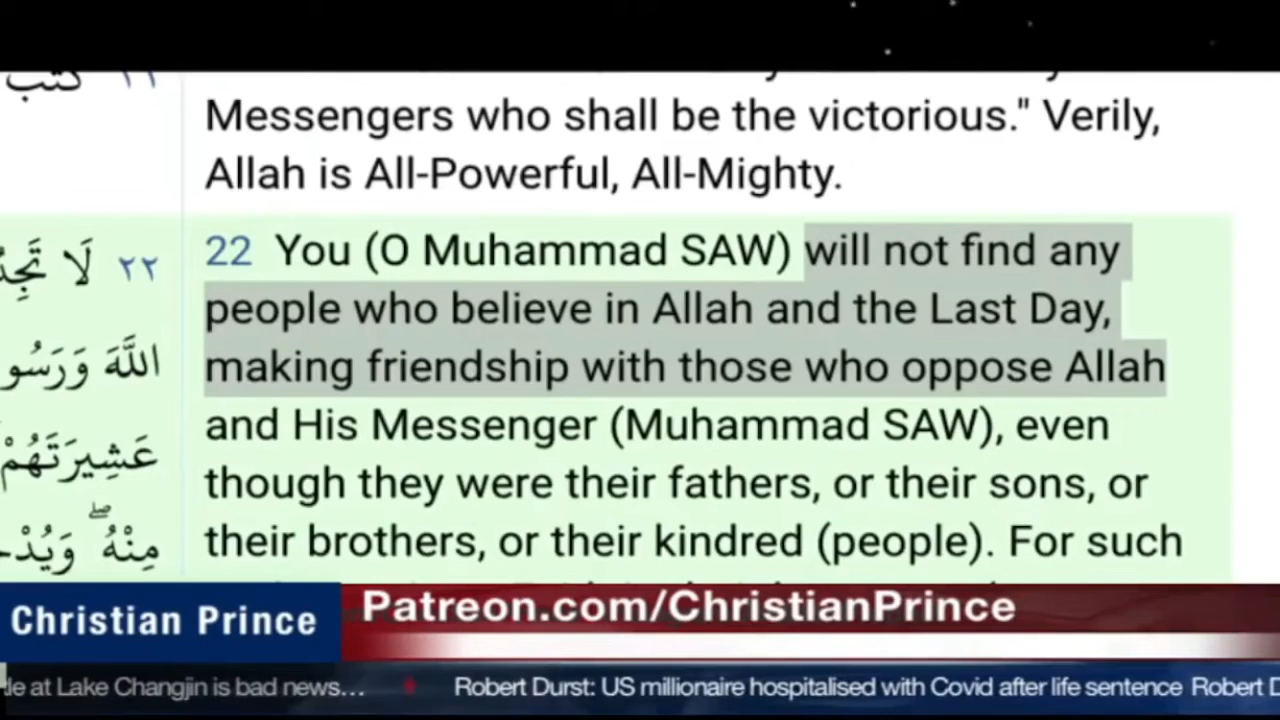 كتب ٢١
Messengers who shall be the victorious." Verily,
Allah is All-Powerful, All-Mighty.
22 You (O Muhammad SAW) will not find any
people who believe in Allah and the Last Day,
making friendship with those who oppose Allah
and His Messenger (Muhammad SAW), even
though they were their fathers, or their sons, or
their brothers, or their kindred (people). For such
٢٢ لَا
اللَّهَ
عَشِيرَتَهُمْ
مِنْهُ ۖ
Christian Prince
Patreon.com/ChristianPrince
at Lake Changjin is bad news... Robert Durst: US millionaire hospitalised with Covid after life sentence Robert